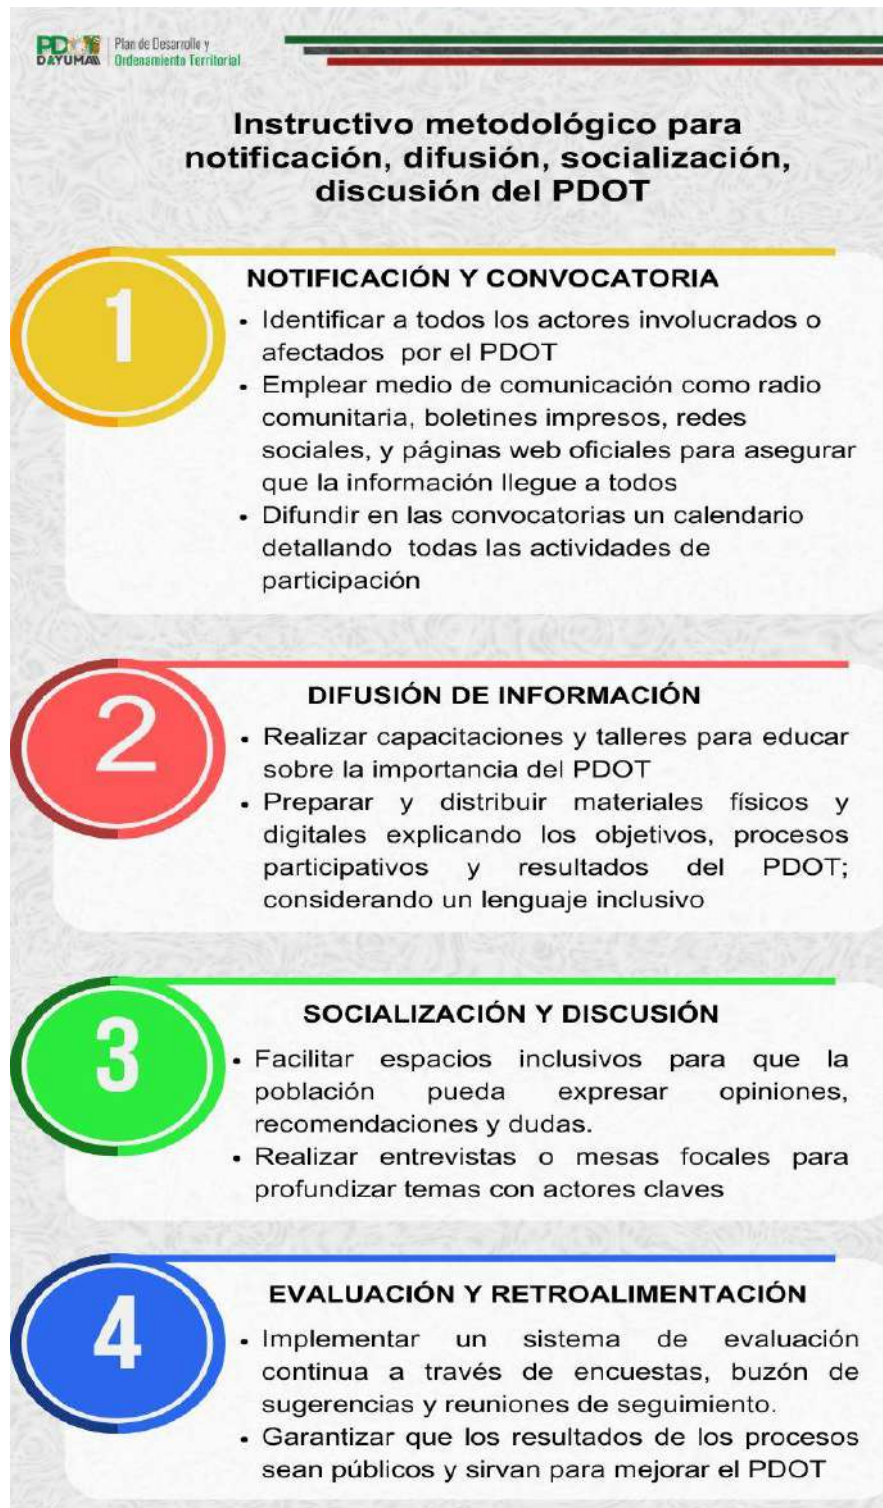 PDOT
DAYUMA
Plan de Desarrollo y
Ordenamiento Territorial
Instructivo metodológico para
notificación, difusión, socialización,
discusión del PDOT
1
NOTIFICACIÓN Y CONVOCATORIA
• Identificar a todos los actores involucrados o
afectados por el PDOT
• Emplear medio de comunicación como radio
comunitaria, boletines impresos, redes
sociales, y páginas web oficiales para asegurar
que la información llegue a todos
• Difundir en las convocatorias un calendario
detallando todas las actividades de
participación
2
DIFUSIÓN DE INFORMACIÓN
• Realizar capacitaciones y talleres para educar
sobre la importancia del PDOT
• Preparar y distribuir materiales físicos y
digitales explicando los objetivos, procesos
participativos y resultados del PDOT;
considerando un lenguaje inclusivo
3
SOCIALIZACIÓN Y DISCUSIÓN
• Facilitar espacios inclusivos para que la
población pueda expresar opiniones,
recomendaciones y dudas.
• Realizar entrevistas o mesas focales para
profundizar temas con actores claves
4
EVALUACIÓN Y RETROALIMENTACIÓN
• Implementar un sistema de evaluación
continua a través de encuestas, buzón de
sugerencias y reuniones de seguimiento.
• Garantizar que los resultados de los procesos
sean públicos y sirvan para mejorar el PDOT